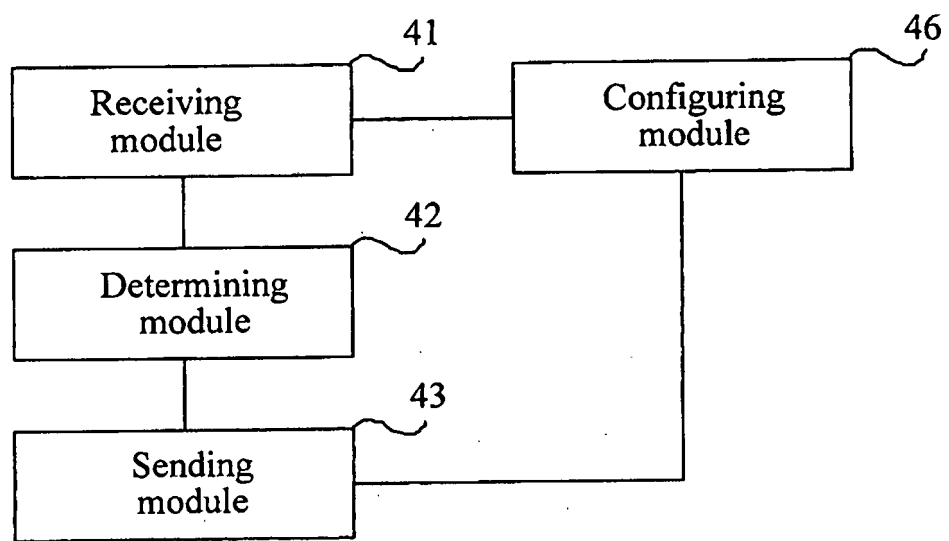 41
Receiving
module
46
Configuring
module
42
Determining
module
43
Sending
module